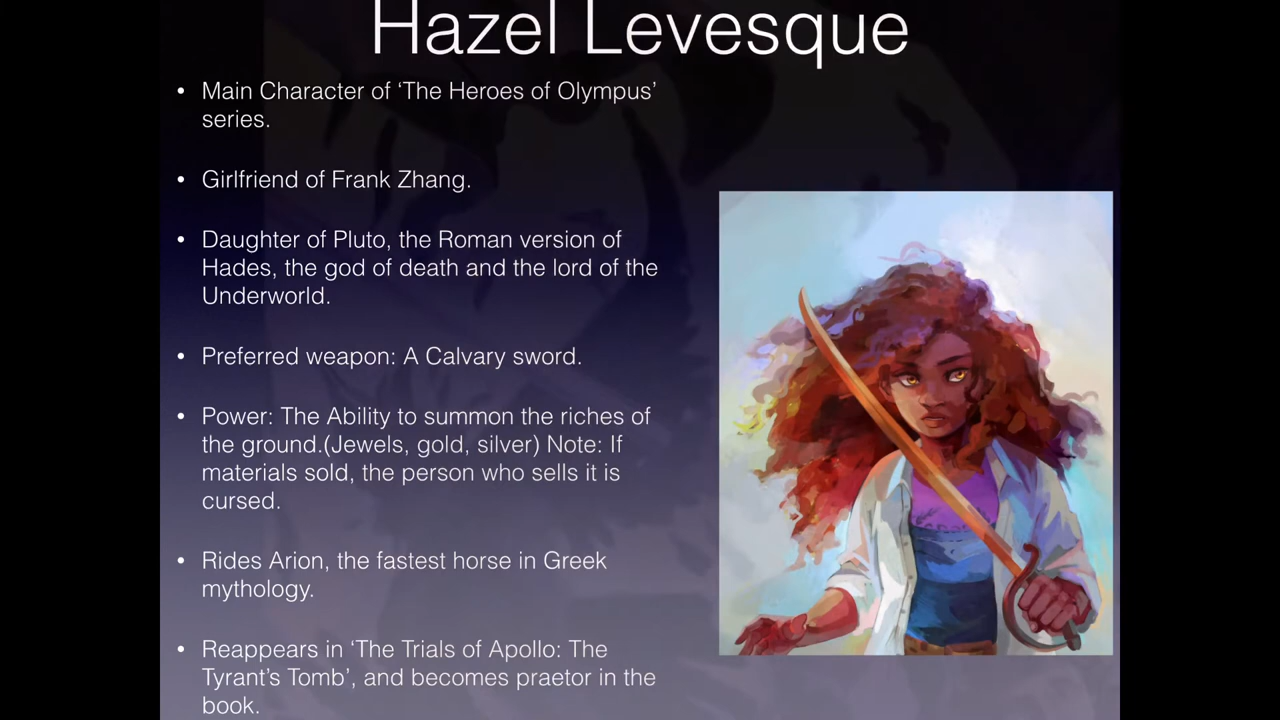 Hazel Levesque
• Main Character of ‘The Heroes of Olympus’
series.
• Girlfriend of Frank Zhang.
• Daughter of Pluto, the Roman version of
Hades, the god of death and the lord of the
Underworld.
• Preferred weapon: A Calvary sword.
• Power: The Ability to summon the riches of
the ground.(Jewels, gold, silver) Note: If
materials sold, the person who sells it is
cursed.
• Rides Arion, the fastest horse in Greek
mythology.
• Reappears in ‘The Trials of Apollo: The
Tyrant’s Tomb’, and becomes praetor in the
book.